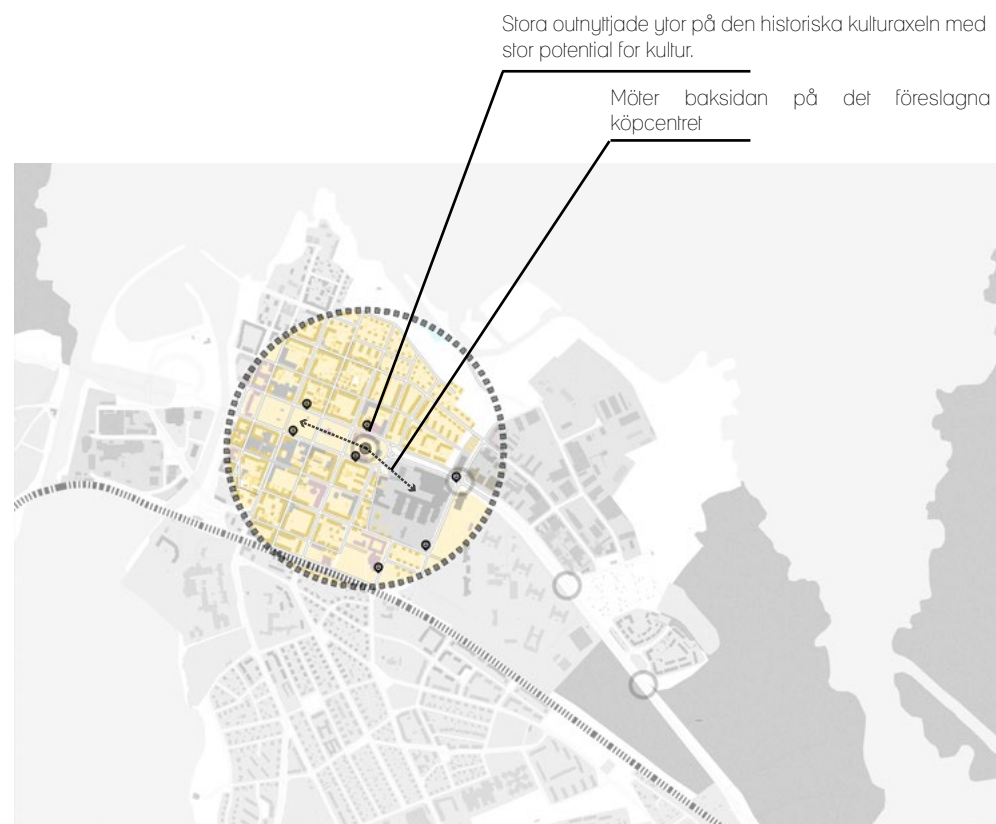 Stora outnyttjade ytor på den historiska kulturaxeln med
stor potential for kultur.
Möter baksidan på det föreslagna
köpcentret